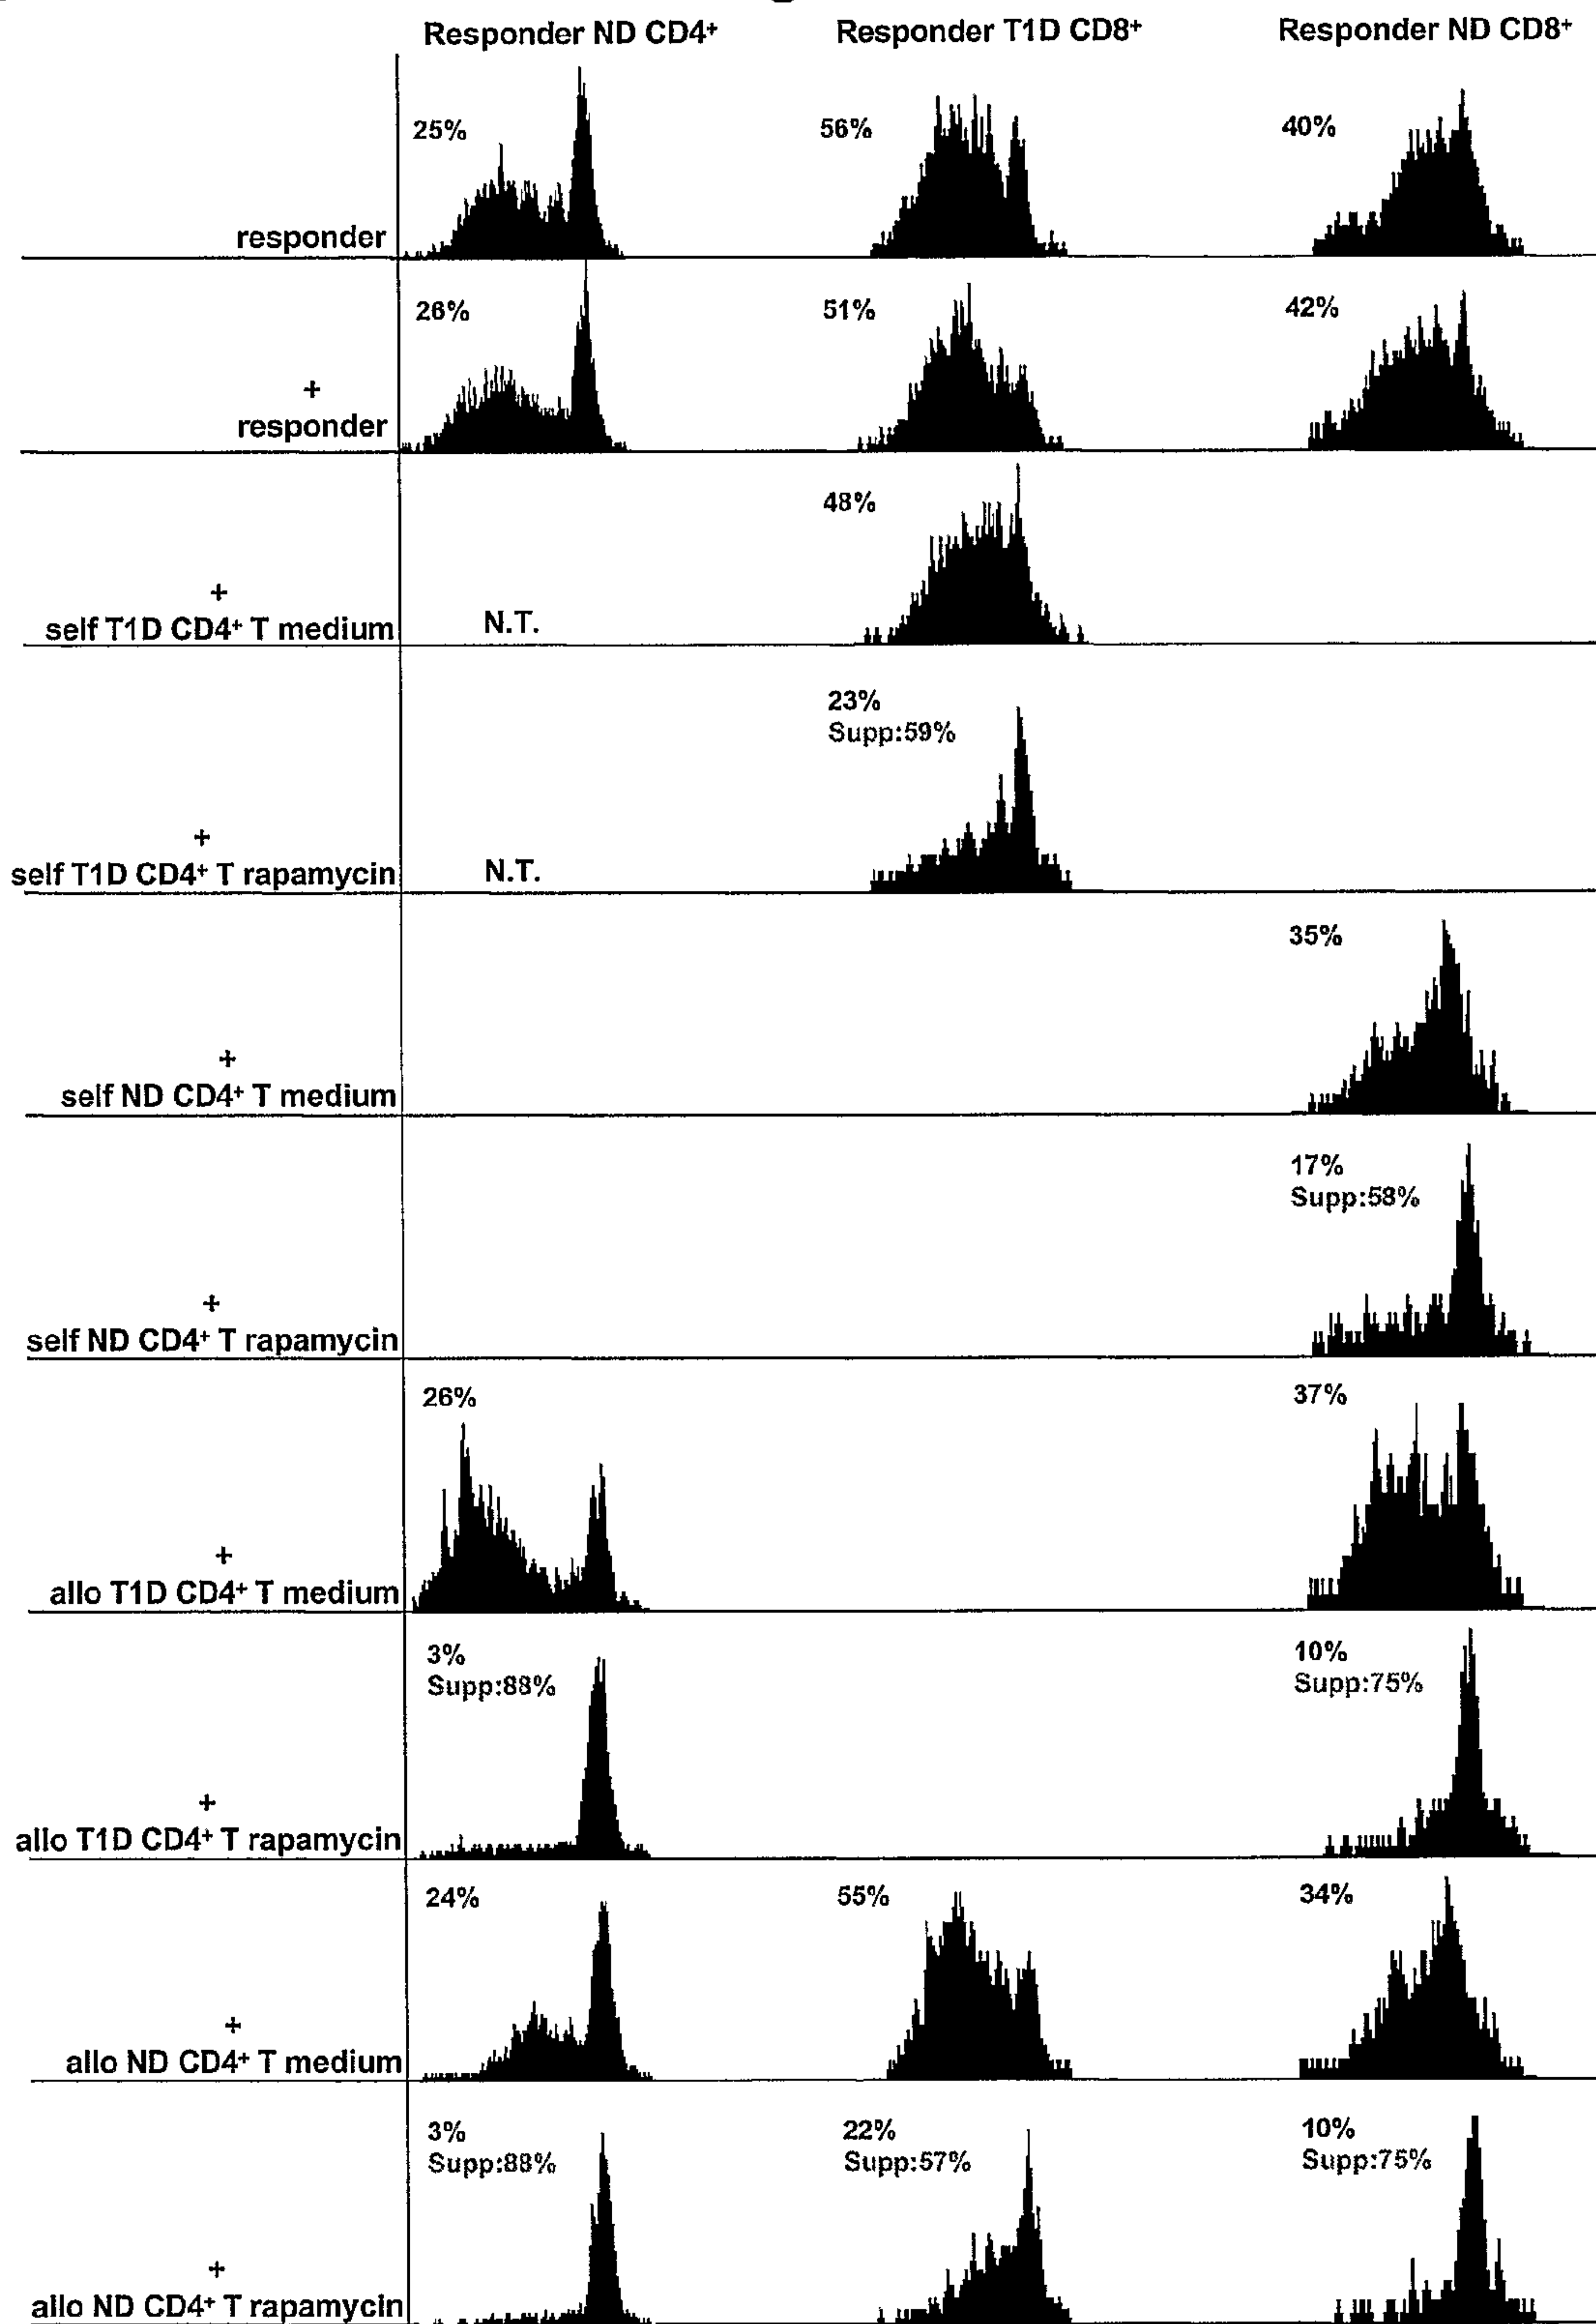 Responder ND CD4⁺ Responder T1D CD8⁺ Responder ND CD8⁺
25% 56% 40%
responder
26% 51% 42%
+
responder
48%
+
self T1D CD4⁺ T medium N.T.
23%
Supp:59%
+
self T1D CD4⁺ T rapamycin N.T.
35%
+
self ND CD4⁺ T medium
17%
Supp:58%
+
self ND CD4⁺ T rapamycin
26% 37%
+
allo T1D CD4⁺ T medium
3% 10%
Supp:88% Supp:75%
+
allo T1D CD4⁺ T rapamycin
24% 55% 34%
+
allo ND CD4⁺ T medium
3% 22% 10%
Supp:88% Supp:57% Supp:75%
+
allo ND CD4⁺ T rapamycin